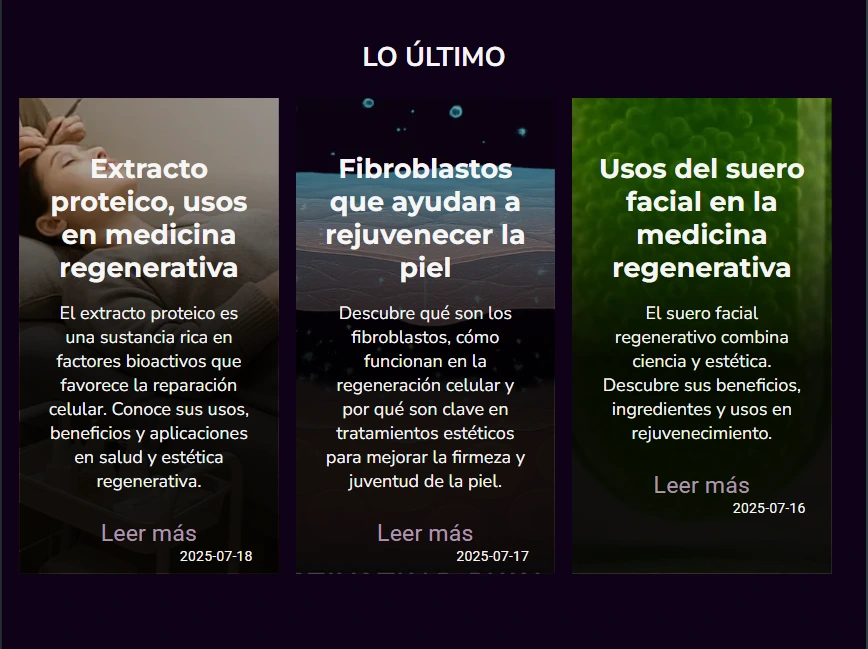 LO ÚLTIMO
Extracto
proteico, usos
en medicina
regenerativa
El extracto proteico es
una sustancia rica en
factores bioactivos que
favorece la reparación
celular. Conoce sus usos,
beneficios y aplicaciones
en salud y estética
regenerativa.
Leer más
2025-07-18
Fibroblastos
que ayudan a
rejuvenecer la
piel
Descubre qué son los
fibroblastos, cómo
funcionan en la
regeneración celular y
por qué son clave en
tratamientos estéticos
para mejorar la firmeza y
juventud de la piel.
Leer más
2025-07-17
Usos del suero
facial en la
medicina
regenerativa
El suero facial
regenerativo combina
ciencia y estética.
Descubre sus beneficios,
ingredientes y usos en
rejuvenecimiento.
Leer más
2025-07-16